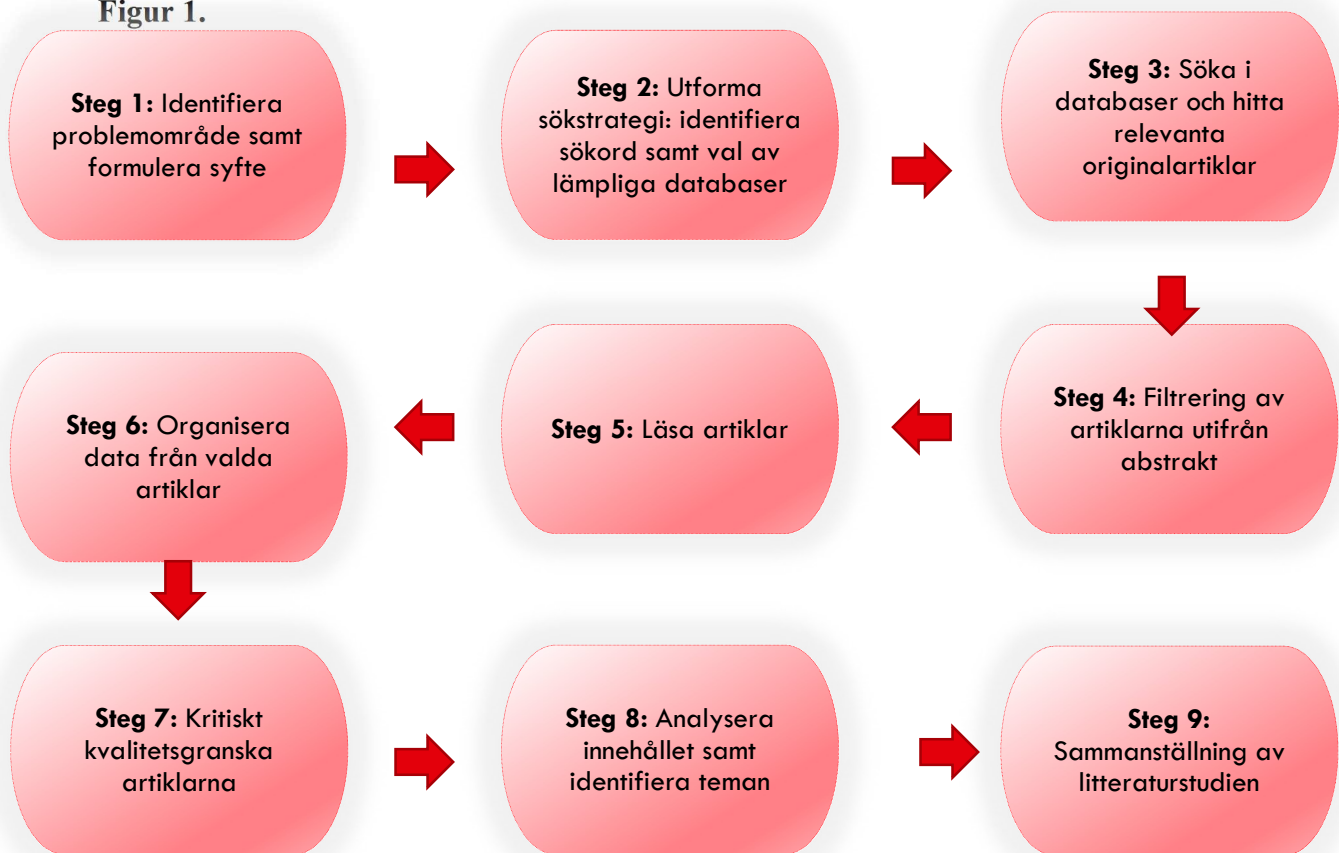 Figur 1.
Steg 1: Identifiera
problemområde samt
formulera syfte
Steg 2: Utforma
sökstrategi: identifiera
sökord samt val av
lämpliga databaser
Steg 3: Söka i
databaser och hitta
relevanta
originalartiklar
Steg 4: Filtrering av
artiklarna utifrån
abstrakt
Steg 5: Läsa artiklar
Steg 6: Organisera
data från valda
artiklar
Steg 7: Kritiskt
kvalitetsgranska
artiklarna
Steg 8: Analysera
innehållet samt
identifiera teman
Steg 9:
Sammanställning av
litteraturstudien